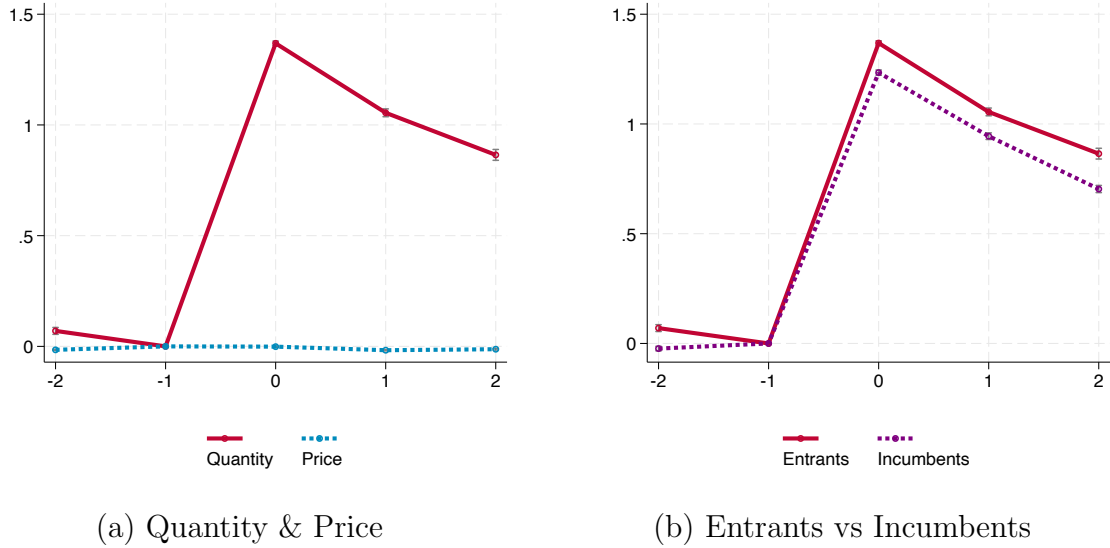 1.5
1
.5
0
-2 -1 0 1 2
Quantity Price
(a) Quantity & Price
1.5
1
.5
0
-2 -1 0 1 2
Entrants Incumbents
(b) Entrants vs Incumbents